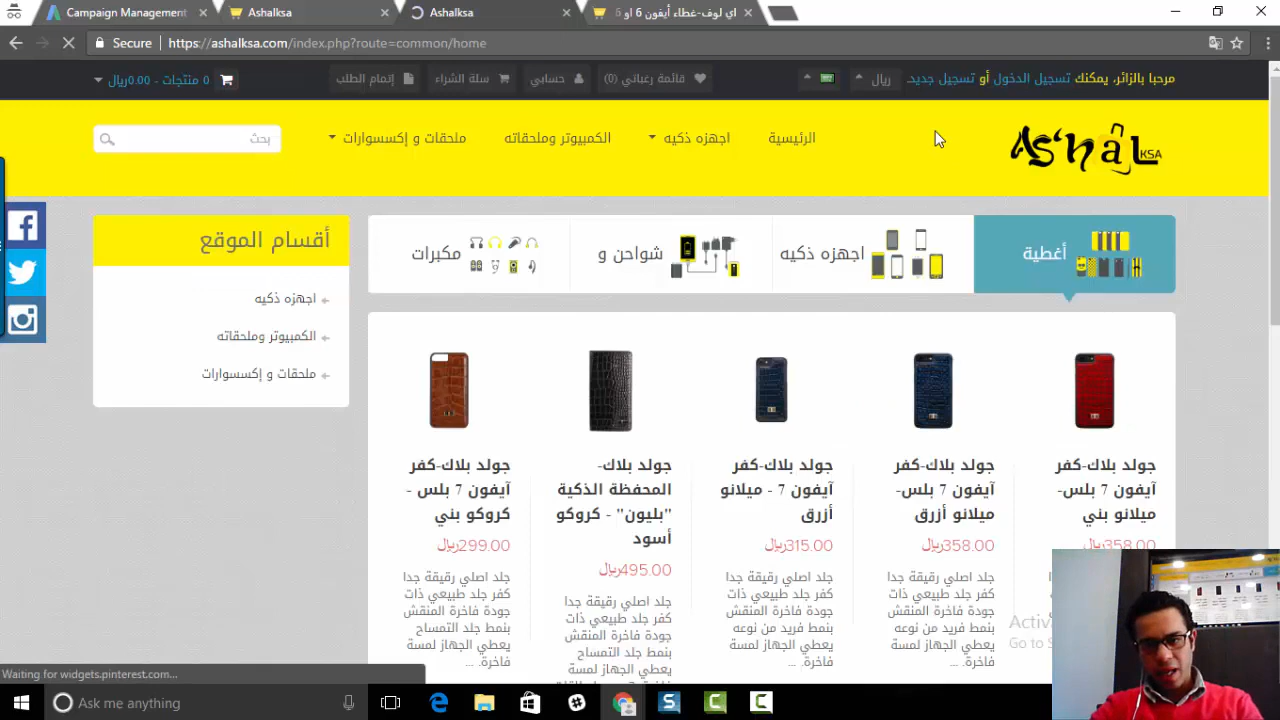 Campaign Management
Ashalksa
Ashalksa
اي لوف-غطاء أيفون 6 او 6
Secure
https://ashalksa.com/index.php?route=common/home
مرحبا بالزائر، يمكنك تسجيل الدخول أو تسجيل جديد.
ريال
قائمة رغباتي (0)
حسابي
سلة الشراء
إتمام الطلب
0 منتجات - 0.00ريال
AS'haL KSA
الرئيسية
اجهزه ذكيه
الكمبيوتر وملحقاته
ملحقات و إكسسوارات
بحث
أغطية
اجهزه ذكيه
شواحن و
مكبرات
أقسام الموقع
اجهزه ذكيه
الكمبيوتر وملحقاته
ملحقات و إكسسوارات
جولد بلاك-كفر
آيفون 7 بلس-
ميلانو بني
358.00ريال
جولد بلاك-كفر
آيفون 7 بلس-
ميلانو أزرق
358.00ريال
جلد اصلي رقيقة جدا
كفر جلد طبيعي ذات
جودة فاخرة المنقش
بنمط فريد من نوعه
يعطي الجهاز لمسة
فاخرة. ...
جولد بلاك-كفر
آيفون 7 - ميلانو
أزرق
315.00ريال
جلد اصلي رقيقة جدا
كفر جلد طبيعي ذات
جودة فاخرة المنقش
بنمط فريد من نوعه
يعطي الجهاز لمسة
فاخرة. ...
جولد بلاك-
المحفظة الذكية
"بليون" - كروكو
أسود
495.00ريال
جلد اصلي رقيقة جدا
كفر جلد طبيعي ذات
جودة فاخرة المنقش
بنمط جلد التمساح
يعطي الجهاز لمسة
جولد بلاك-كفر
آيفون 7 بلس -
كروكو بني
299.00ريال
جلد اصلي رقيقة جدا
كفر جلد طبيعي ذات
جودة فاخرة المنقش
بنمط جلد التمساح
يعطي الجهاز لمسة
فاخرة. ...
Activ
Go to S
Waiting for widgets.pinterest.com...
Ask me anything